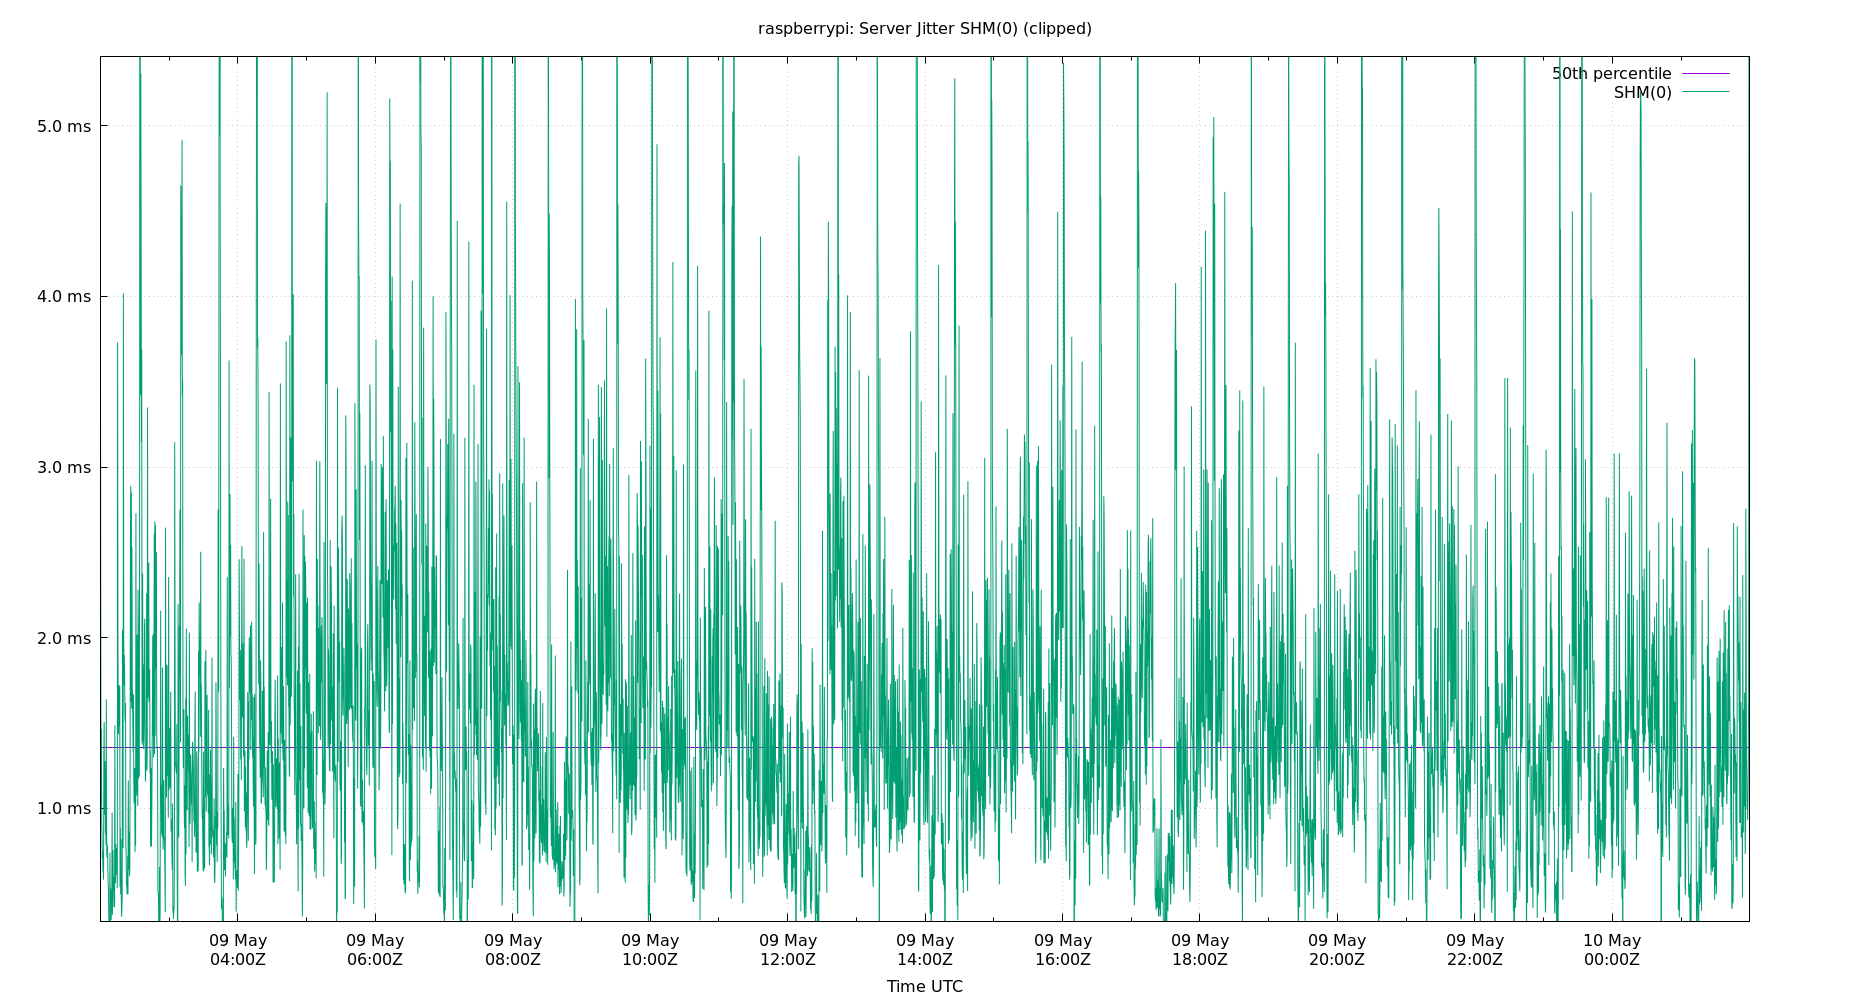 raspberrypi: Server Jitter SHM(0) (clipped)
50th percentile
SHM(0)
5.0 ms
4.0 ms
3.0 ms
2.0 ms
1.0 ms
09 May 09 May 09 May 09 May 09 May 09 May 09 May 09 May 09 May 09 May 10 May
04:00Z 06:00Z 08:00Z 10:00Z 12:00Z 14:00Z 16:00Z 18:00Z 20:00Z 22:00Z 00:00Z
Time UTC